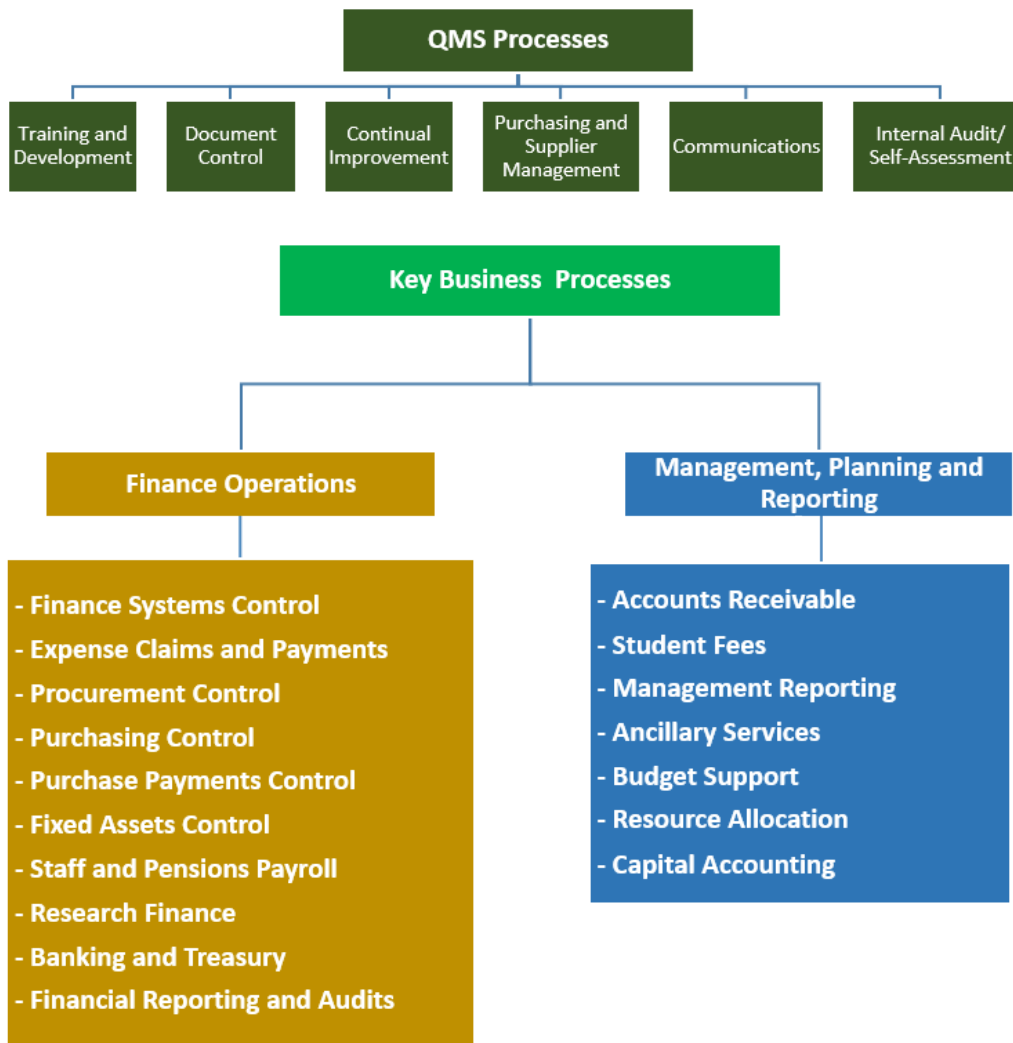 QMS Processes
Training and
Development
Document
Control
Continual
Improvement
Purchasing and
Supplier
Management
Communications
Internal Audit/
Self-Assessment
Key Business  Processes
Finance Operations
Management, Planning and
Reporting
- Finance Systems Control
- Expense Claims and Payments
- Procurement Control
- Purchasing Control
- Purchase Payments Control
- Fixed Assets Control
- Staff and Pensions Payroll
- Research Finance
- Banking and Treasury
- Financial Reporting and Audits
- Accounts Receivable
- Student Fees
- Management Reporting
- Ancillary Services
- Budget Support
- Resource Allocation
- Capital Accounting